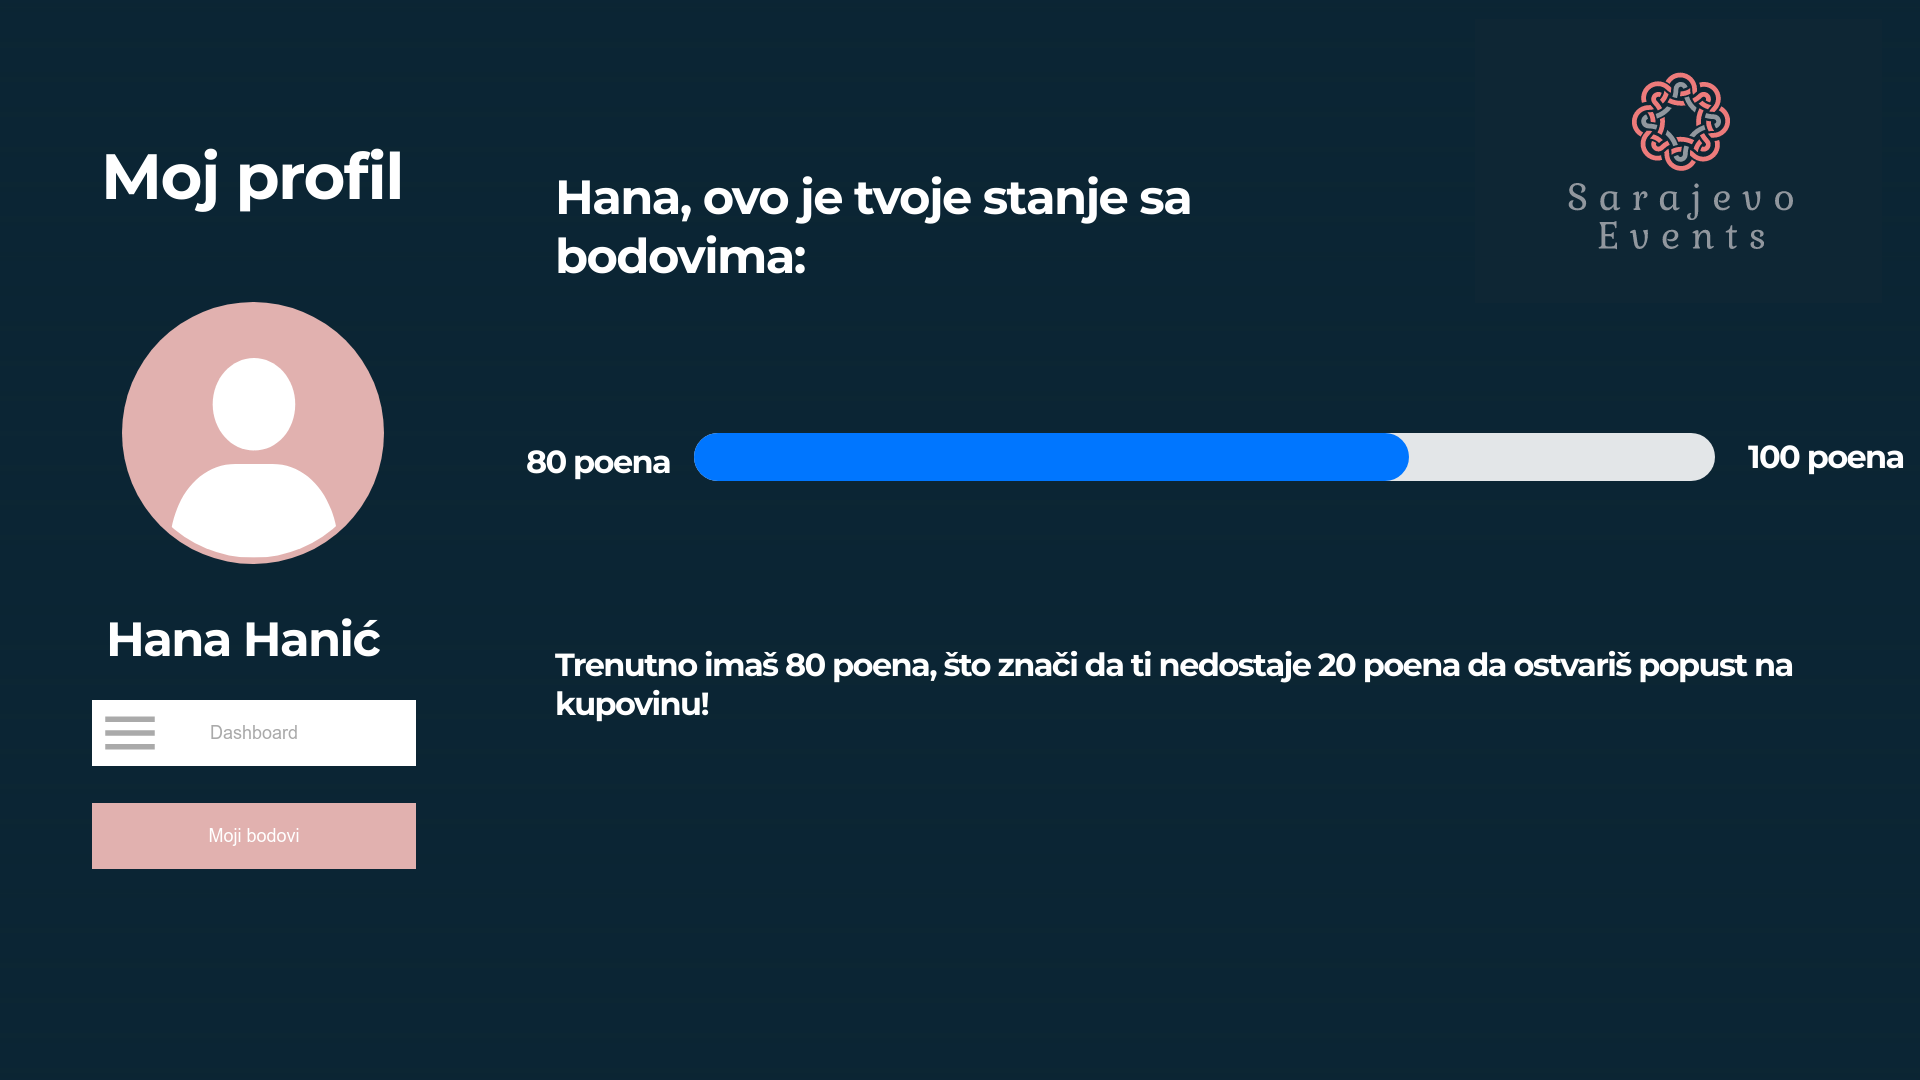 Moj profil
Hana, ovo je tvoje stanje sa
bodovima:
Sarajevo
Events
80 poena
100 poena
Hana Hanić
Trenutno imaš 80 poena, što znači da ti nedostaje 20 poena da ostvariš popust na
kupovinu!
Dashboard
Moji bodovi